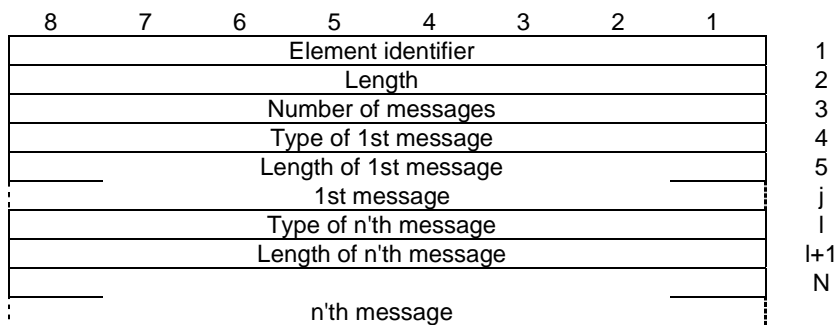 8 7 6 5 4 3 2 1
Element identifier 1
Length 2
Number of messages 3
Type of 1st message 4
Length of 1st message 5
1st message j
Type of n'th message l
Length of n'th message l+1
N
n'th message